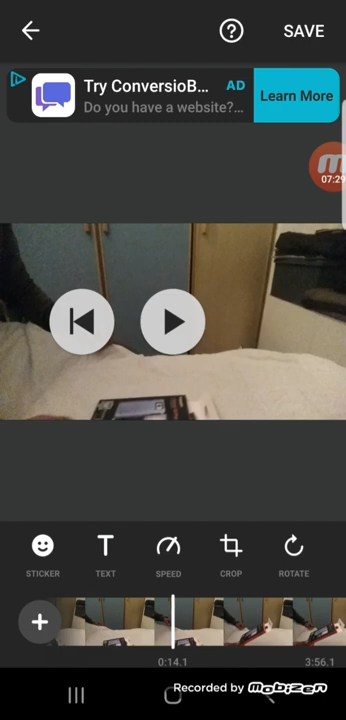 SAVE
Try ConversioB... AD
Do you have a website?...
Learn More
07:29
STICKER TEXT SPEED CROP ROTATE
0:14.1 3:56.1
Recorded by mobizen